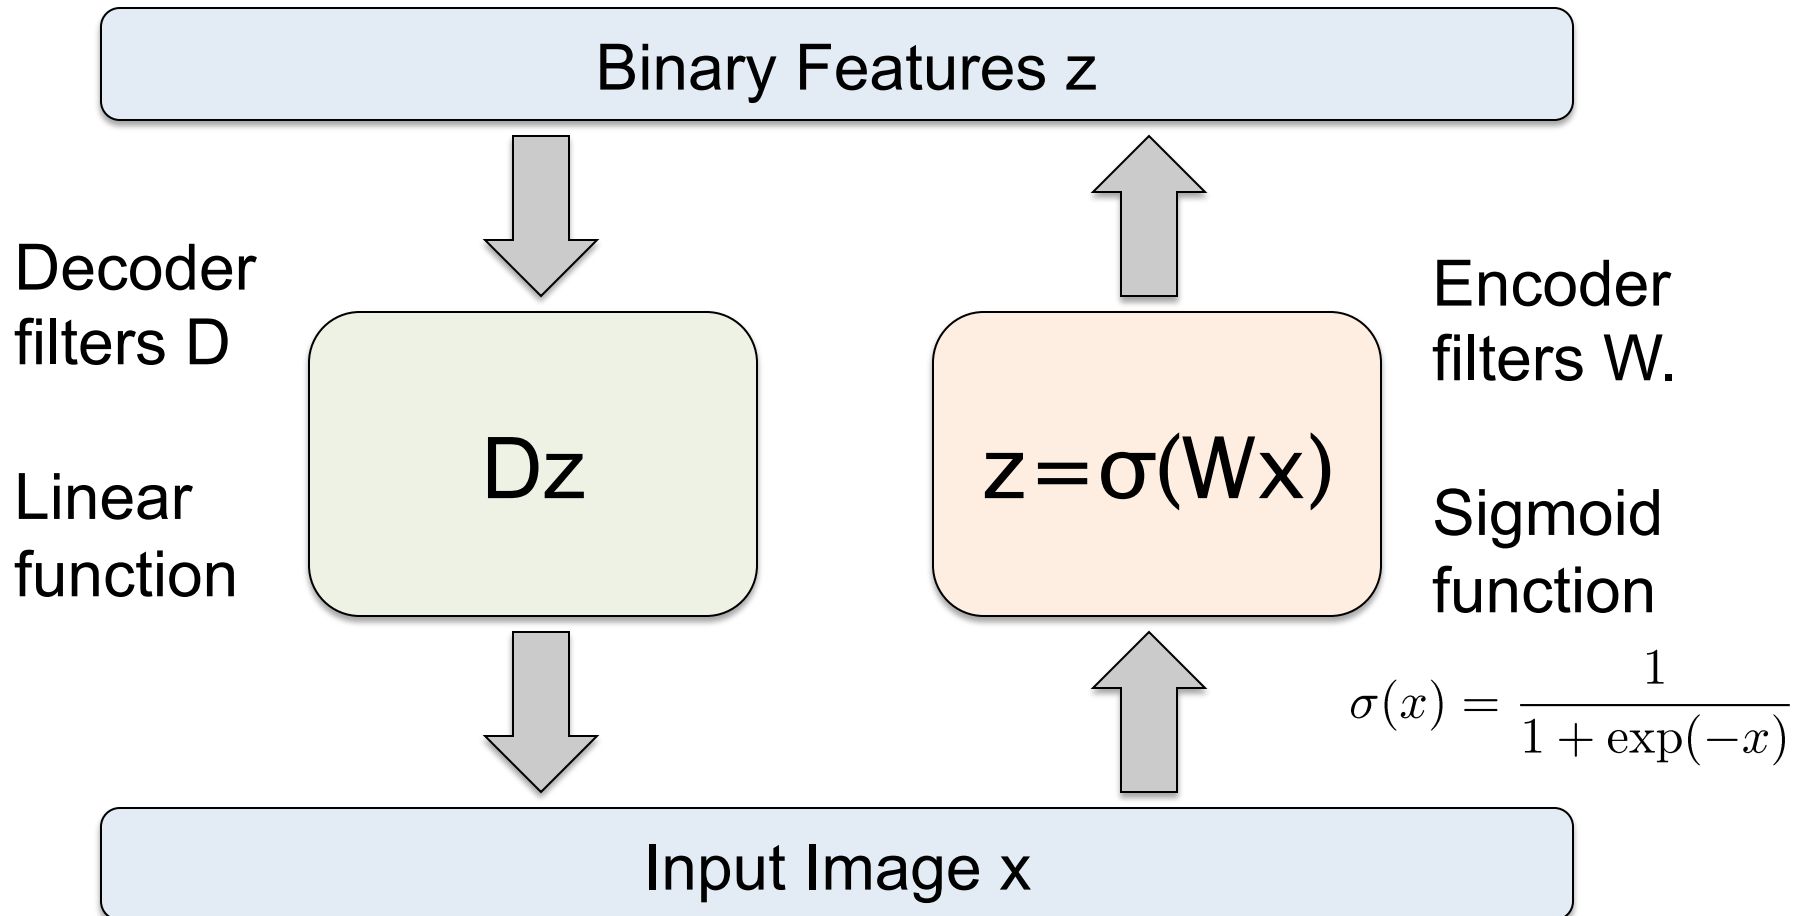 Binary Features z
Decoder
filters D
Linear
function
Dz
z=σ(Wx)
Encoder
filters W.
Sigmoid
function
σ(x) = 1 / (1 + exp(−x))
Input Image x